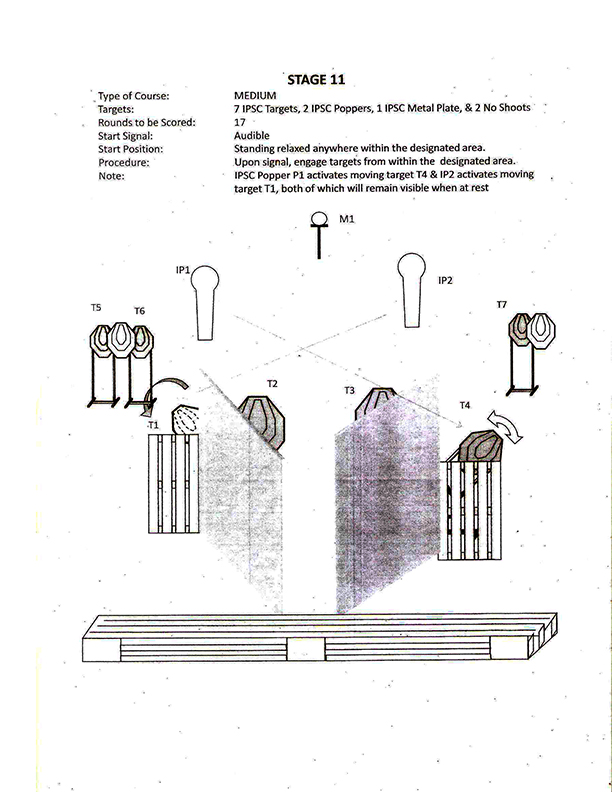 STAGE 11
Type of Course: MEDIUM
Targets: 7 IPSC Targets, 2 IPSC Poppers, 1 IPSC Metal Plate, & 2 No Shoots
Rounds to be Scored: 17
Start Signal: Audible
Start Position: Standing relaxed anywhere within the designated area.
Procedure: Upon signal, engage targets from within the designated area.
Note: IPSC Popper P1 activates moving target T4 & IP2 activates moving
target T1, both of which will remain visible when at rest
M1
IP1
IP2
T5
T6
T7
T2
T3
T4
T1